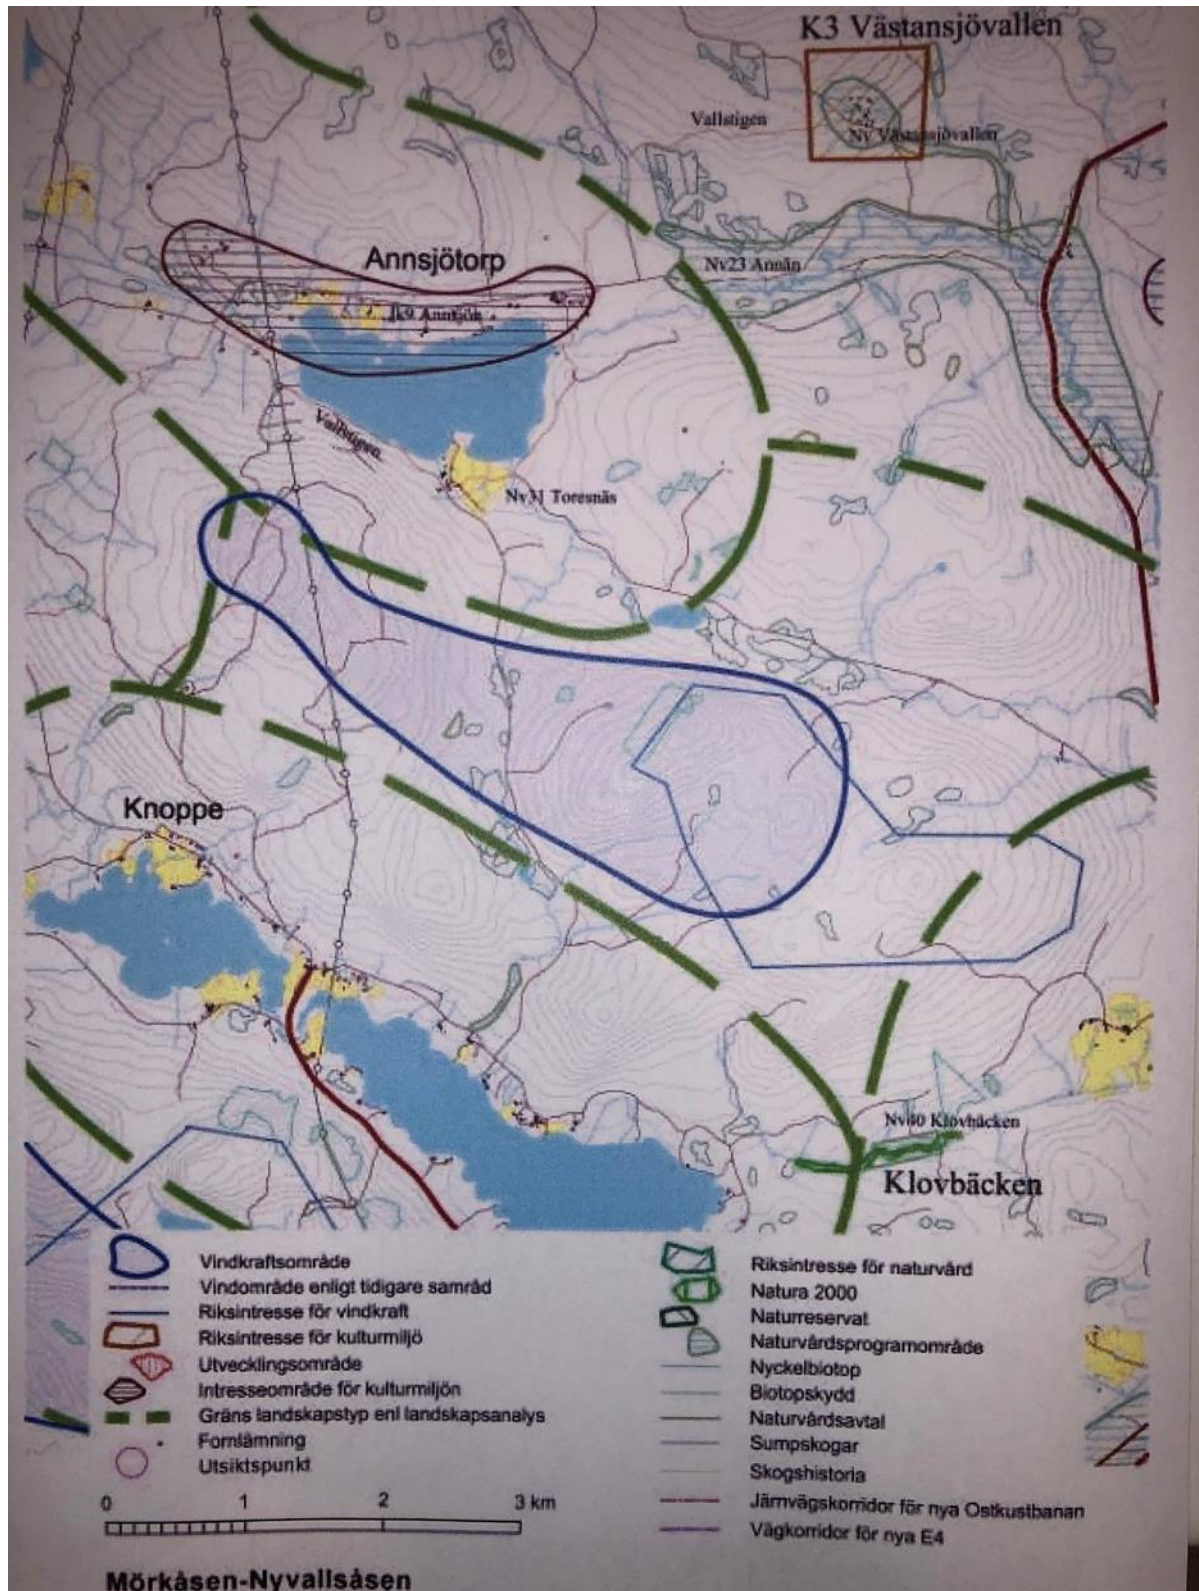 K3 Västansjövallen
Vallstigen
Nv Västansjövallen
Annsjötorp
Nv23 Annån
Vallstigen
Nv31 Toresnäs
Knoppe
Nv40 Klovbäcken
Klovbäcken
Vindkraftsområde
Vindområde enligt tidigare samråd
Riksintresse för vindkraft
Riksintresse för kulturmiljö
Utvecklingsområde
Intresseområde för kulturmiljön
Gräns landskapstyp enl landskapsanalys
Fornlämning
Utsiktspunkt
0 1 2 3 km
Riksintresse för naturvård
Natura 2000
Naturreservat
Naturvårdsprogramområde
Nyckelbiotop
Biotopskydd
Naturvårdsavtal
Sumpskogar
Skogshistoria
Järnvägskorridor för nya Ostkustbanan
Vägkorridor för nya E4
Mörkåsen-Nyvallsåsen